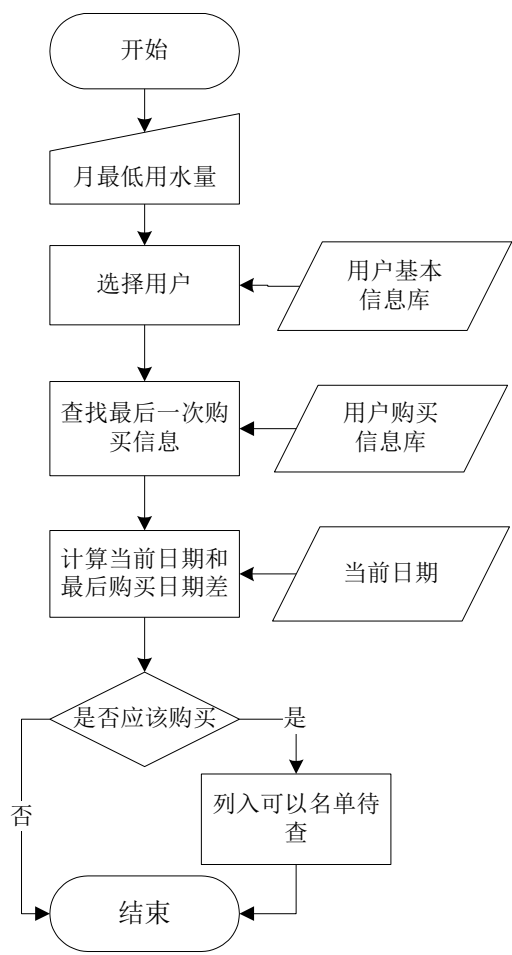 开始
月最低用水量
选择用户
用户基本
信息库
查找最后一次购
买信息
用户购买
信息库
计算当前日期和
最后购买日期差
当前日期
是否应该购买
是
否
列入可以名单待
查
结束